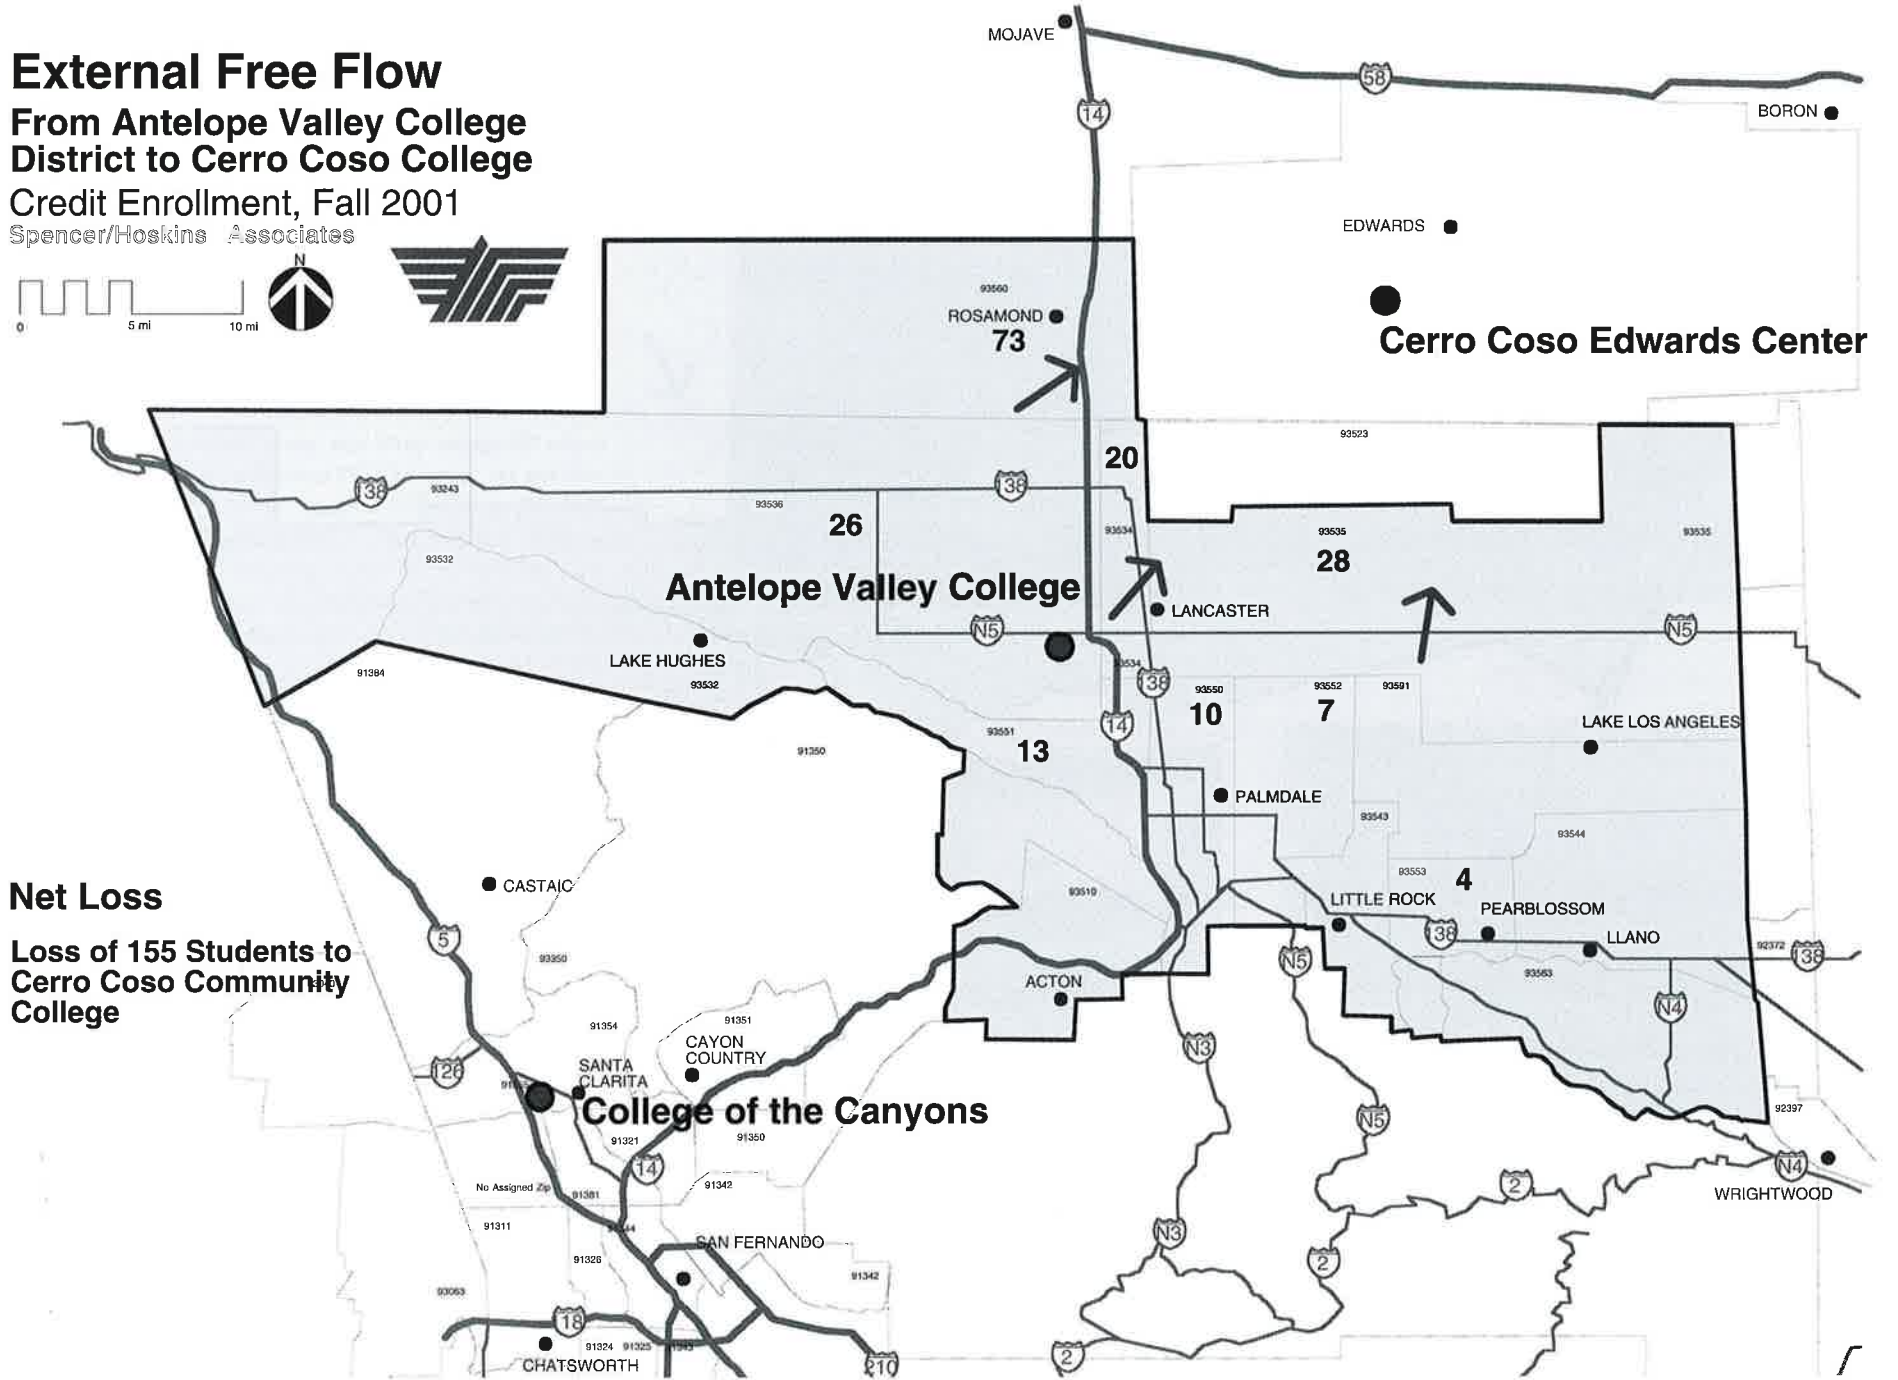 External Free Flow
From Antelope Valley College
District to Cerro Coso College
Credit Enrollment, Fall 2001
Spencer/Hoskins Associates
N
0
5 mi
10 mi
MOJAVE
58
14
BORON
EDWARDS
Cerro Coso Edwards Center
93560
ROSAMOND
73
93523
20
138
93243
138
93536
26
93534
93535
28
93535
93532
Antelope Valley College
LANCASTER
N5
N5
LAKE HUGHES
93532
91384
138
93550
10
93552
7
93591
14
LAKE LOS ANGELES
93551
13
91350
PALMDALE
93543
93544
93553
4
93510
LITTLE ROCK
PEARBLOSSOM
138
LLANO
CASTAIC
Net Loss
Loss of 155 Students to
Cerro Coso Community
College
5
93350
N5
93563
92372
138
ACTON
N4
91354
91351
CAYON
COUNTRY
N3
126
SANTA
CLARITA
College of the Canyons
N5
92397
91321
91350
14
No Assigned Zip
91381
91342
2
N4
WRIGHTWOOD
91311
N3
SAN FERNANDO
91326
2
91342
93063
18
91324
91325
CHATSWORTH
210
2